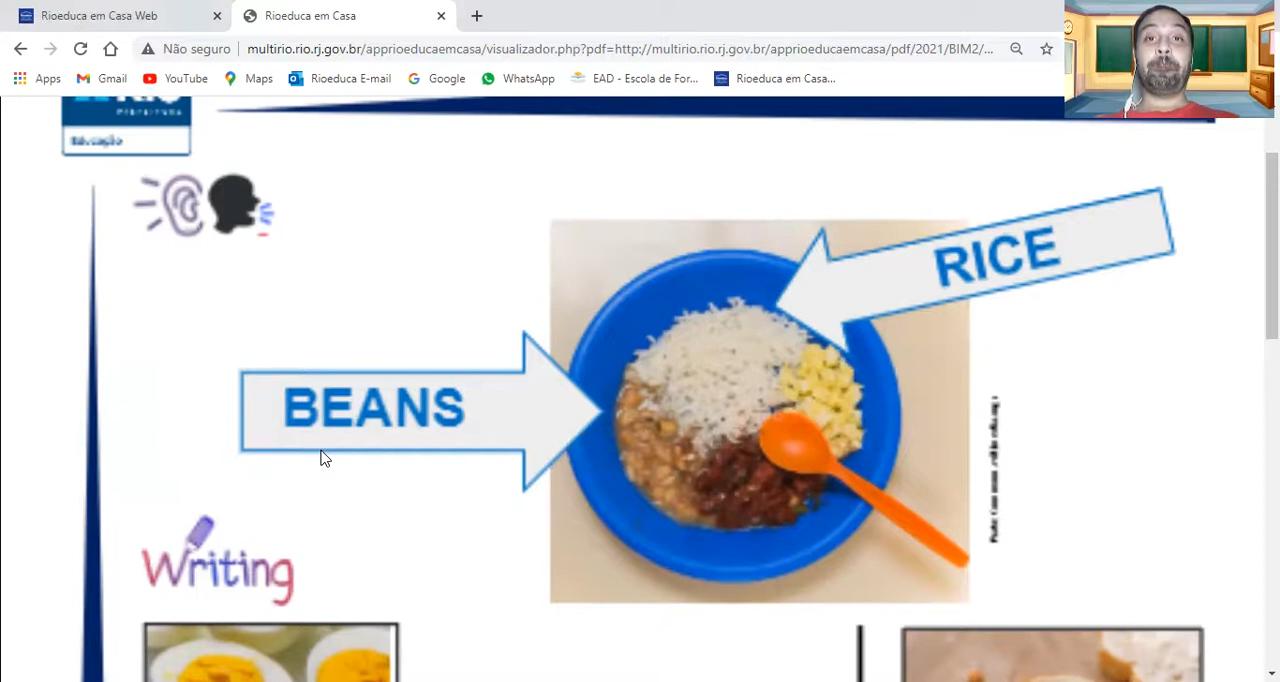 Rioeduca em Casa Web
Rioeduca em Casa
Não seguro
multirio.rio.rj.gov.br/apprioeducaemcasa/visualizador.php?pdf=http://multirio.rio.rj.gov.br/apprioeducaemcasa/pdf/2021/BIM2/...
Apps
Gmail
YouTube
Maps
Rioeduca E-mail
Google
WhatsApp
EAD - Escola de For...
Rioeduca em Casa...
PREFEITURA
Educação
RICE
BEANS
Writing